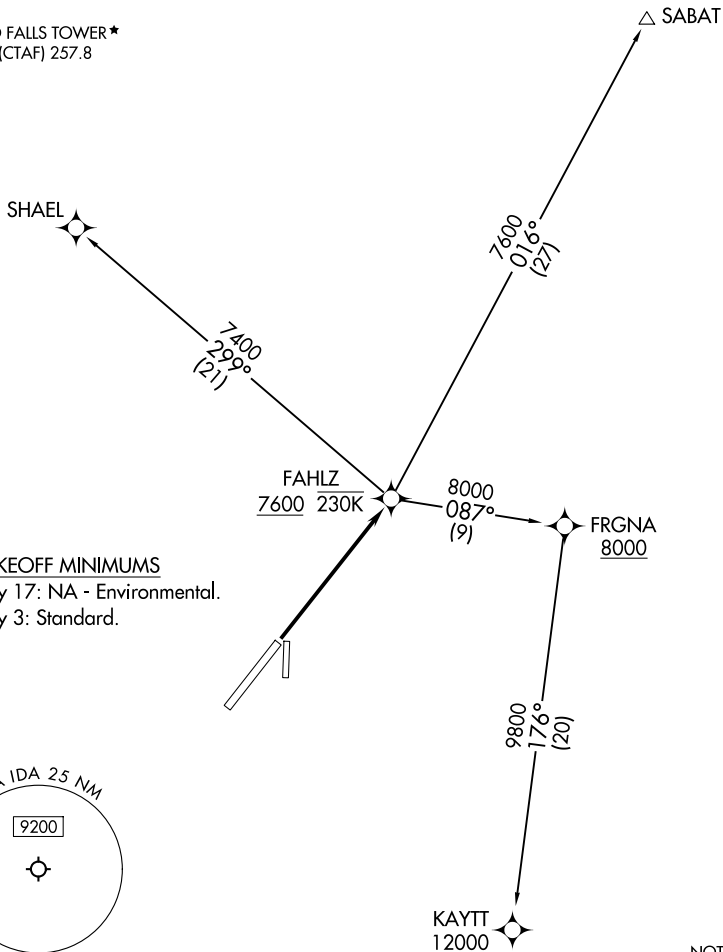 SABAT
FALLS TOWER★
(CTAF) 257.8
SHAEL
7600
016°
(27)
7400
299°
(21)
FAHLZ
7600 230K
8000
087°
(9)
FRGNA
8000
KEOFF MINIMUMS
y 17: NA - Environmental.
y 3: Standard.
9800
176°
(20)
IDA 25 NM
9200
KAYTT
12000
NOT